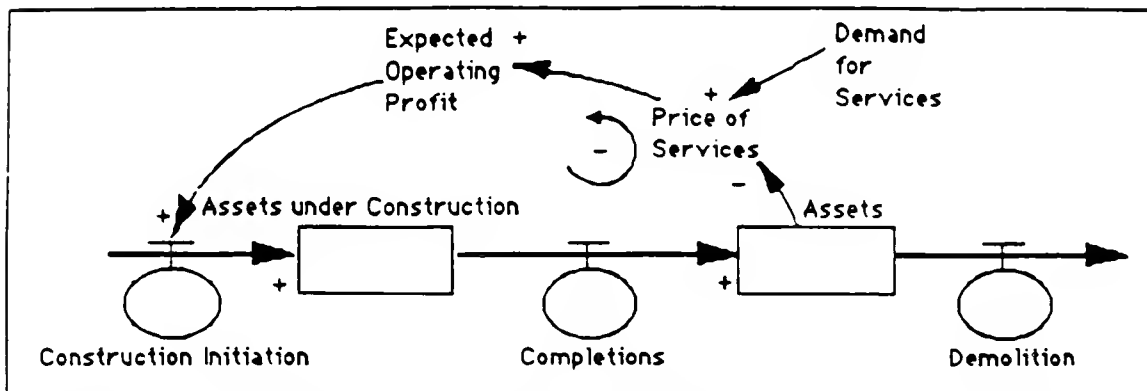 Expected +
Operating
Profit
Demand
for
Services
+
Price of
Services
-
-
+
Assets under Construction
Assets
+
+
Construction Initiation
Completions
Demolition